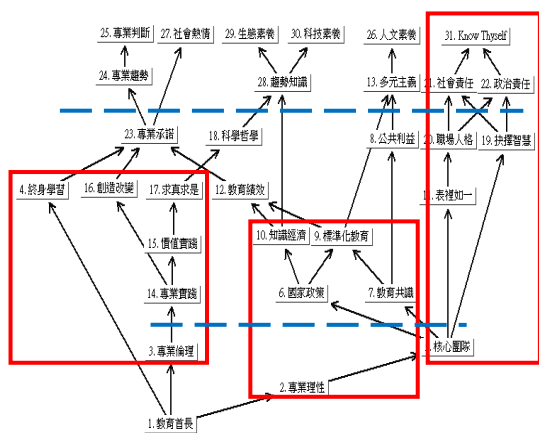 25. 專業判斷
27. 社會熱情
29. 生態素養
30. 科技素養
26. 人文素養
31. Know Thyself
24. 專業趨勢
28. 趨勢知識
13. 多元主義
21. 社會責任
22. 政治責任
23. 專業承諾
18. 科學哲學
8. 公共利益
20. 職場人格
19. 抉擇智慧
4. 終身學習
16. 創造改變
17. 求真求是
12. 教育績效
11. 表裡如一
10. 知識經濟
9. 標準化教育
15. 價值實踐
14. 專業實踐
6. 國家政策
7. 教育共識
3. 專業倫理
核心團隊
2. 專業理性
1. 教育首長